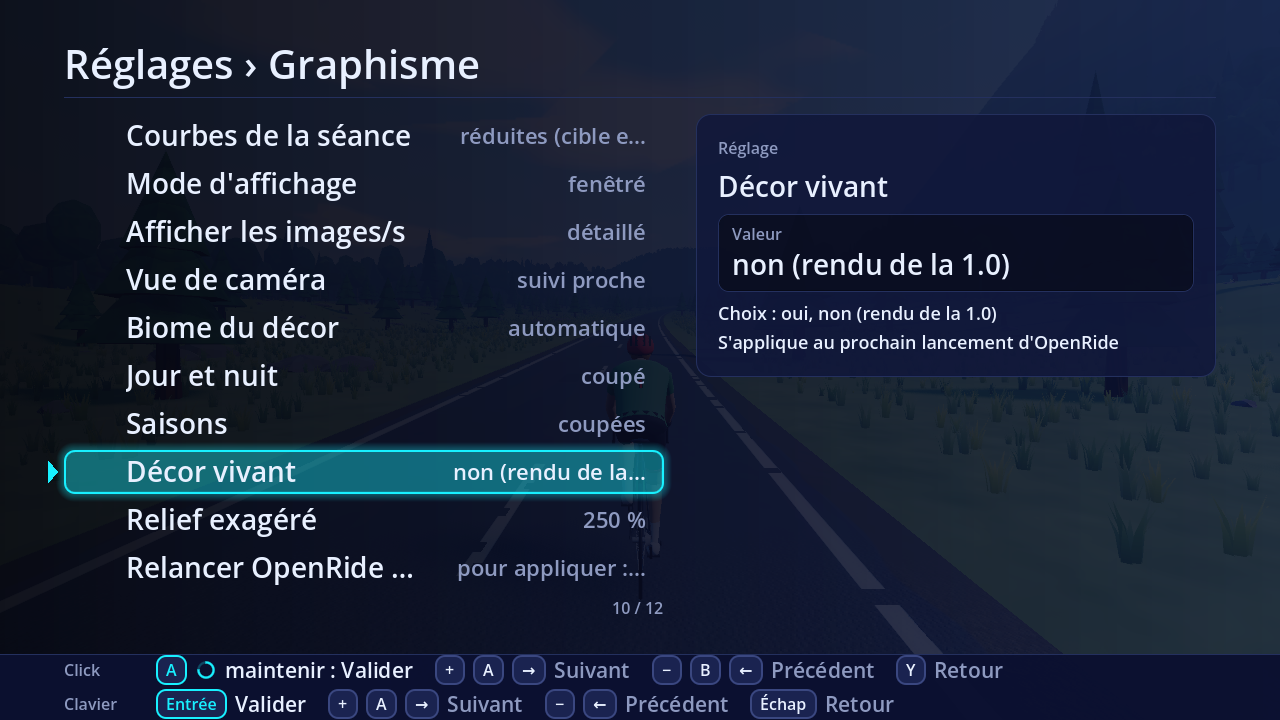 Réglages › Graphisme
Courbes de la séance réduites (cible e...
Mode d'affichage fenêtré
Afficher les images/s détaillé
Vue de caméra suivi proche
Biome du décor automatique
Jour et nuit coupé
Saisons coupées
Décor vivant non (rendu de la...
Relief exagéré 250 %
Relancer OpenRide ... pour appliquer :...
10 / 12
Réglage
Décor vivant
Valeur
non (rendu de la 1.0)
Choix : oui, non (rendu de la 1.0)
S'applique au prochain lancement d'OpenRide
Click A maintenir : Valider + A → Suivant − B ← Précédent Y Retour
Clavier Entrée Valider + A → Suivant − ← Précédent Échap Retour